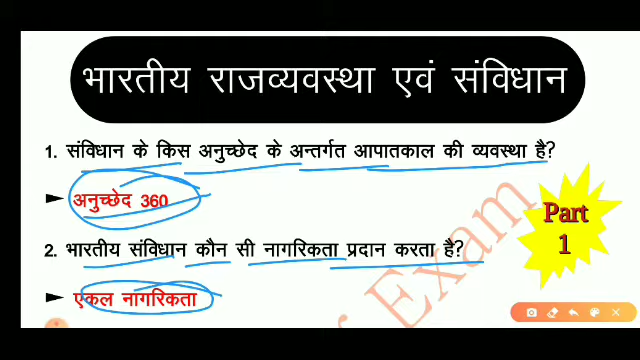 भारतीय राजव्यवस्था एवं संविधान
1. संविधान के किस अनुच्छेद के अन्तर्गत आपातकाल की व्यवस्था है?
► अनुच्छेद 360
Part
1
2. भारतीय संविधान कौन सी नागरिकता प्रदान करता है?
► एकल नागरिकता
Exam